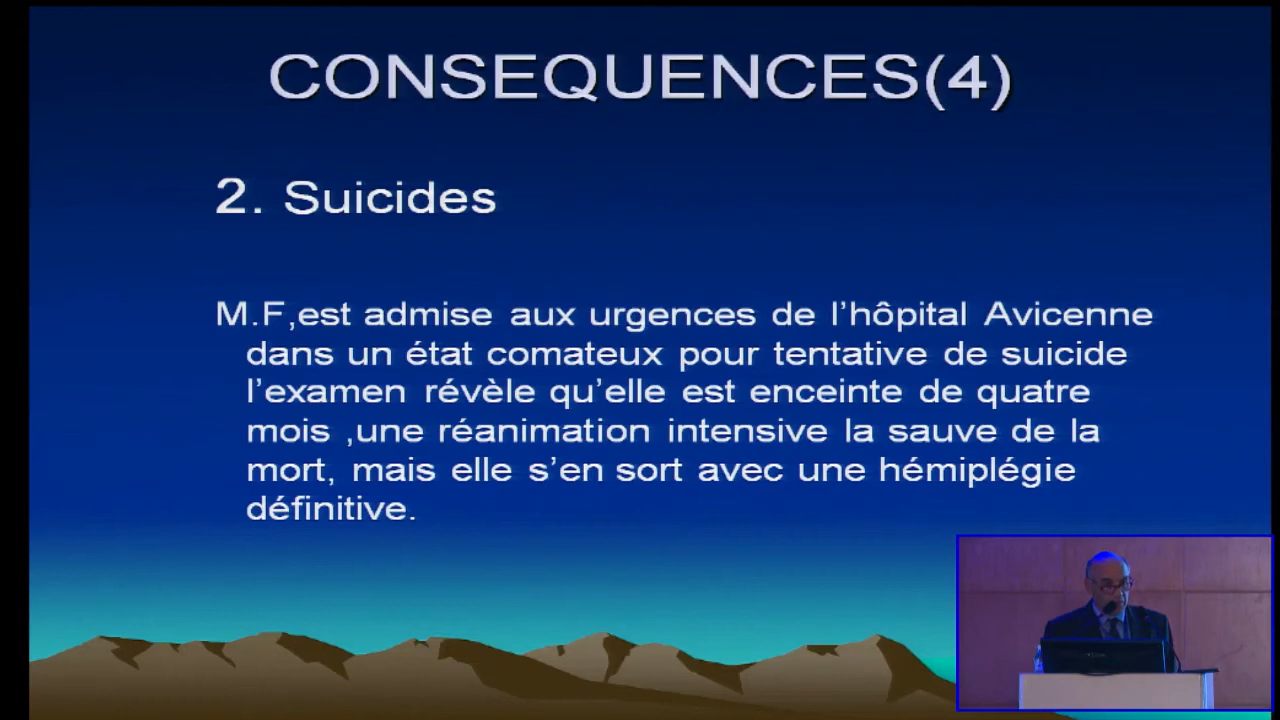 CONSEQUENCES(4)
2. Suicides
M.F,est admise aux urgences de l’hôpital Avicenne
dans un état comateux pour tentative de suicide
l’examen révèle qu’elle est enceinte de quatre
mois ,une réanimation intensive la sauve de la
mort, mais elle s’en sort avec une hémiplégie
définitive.